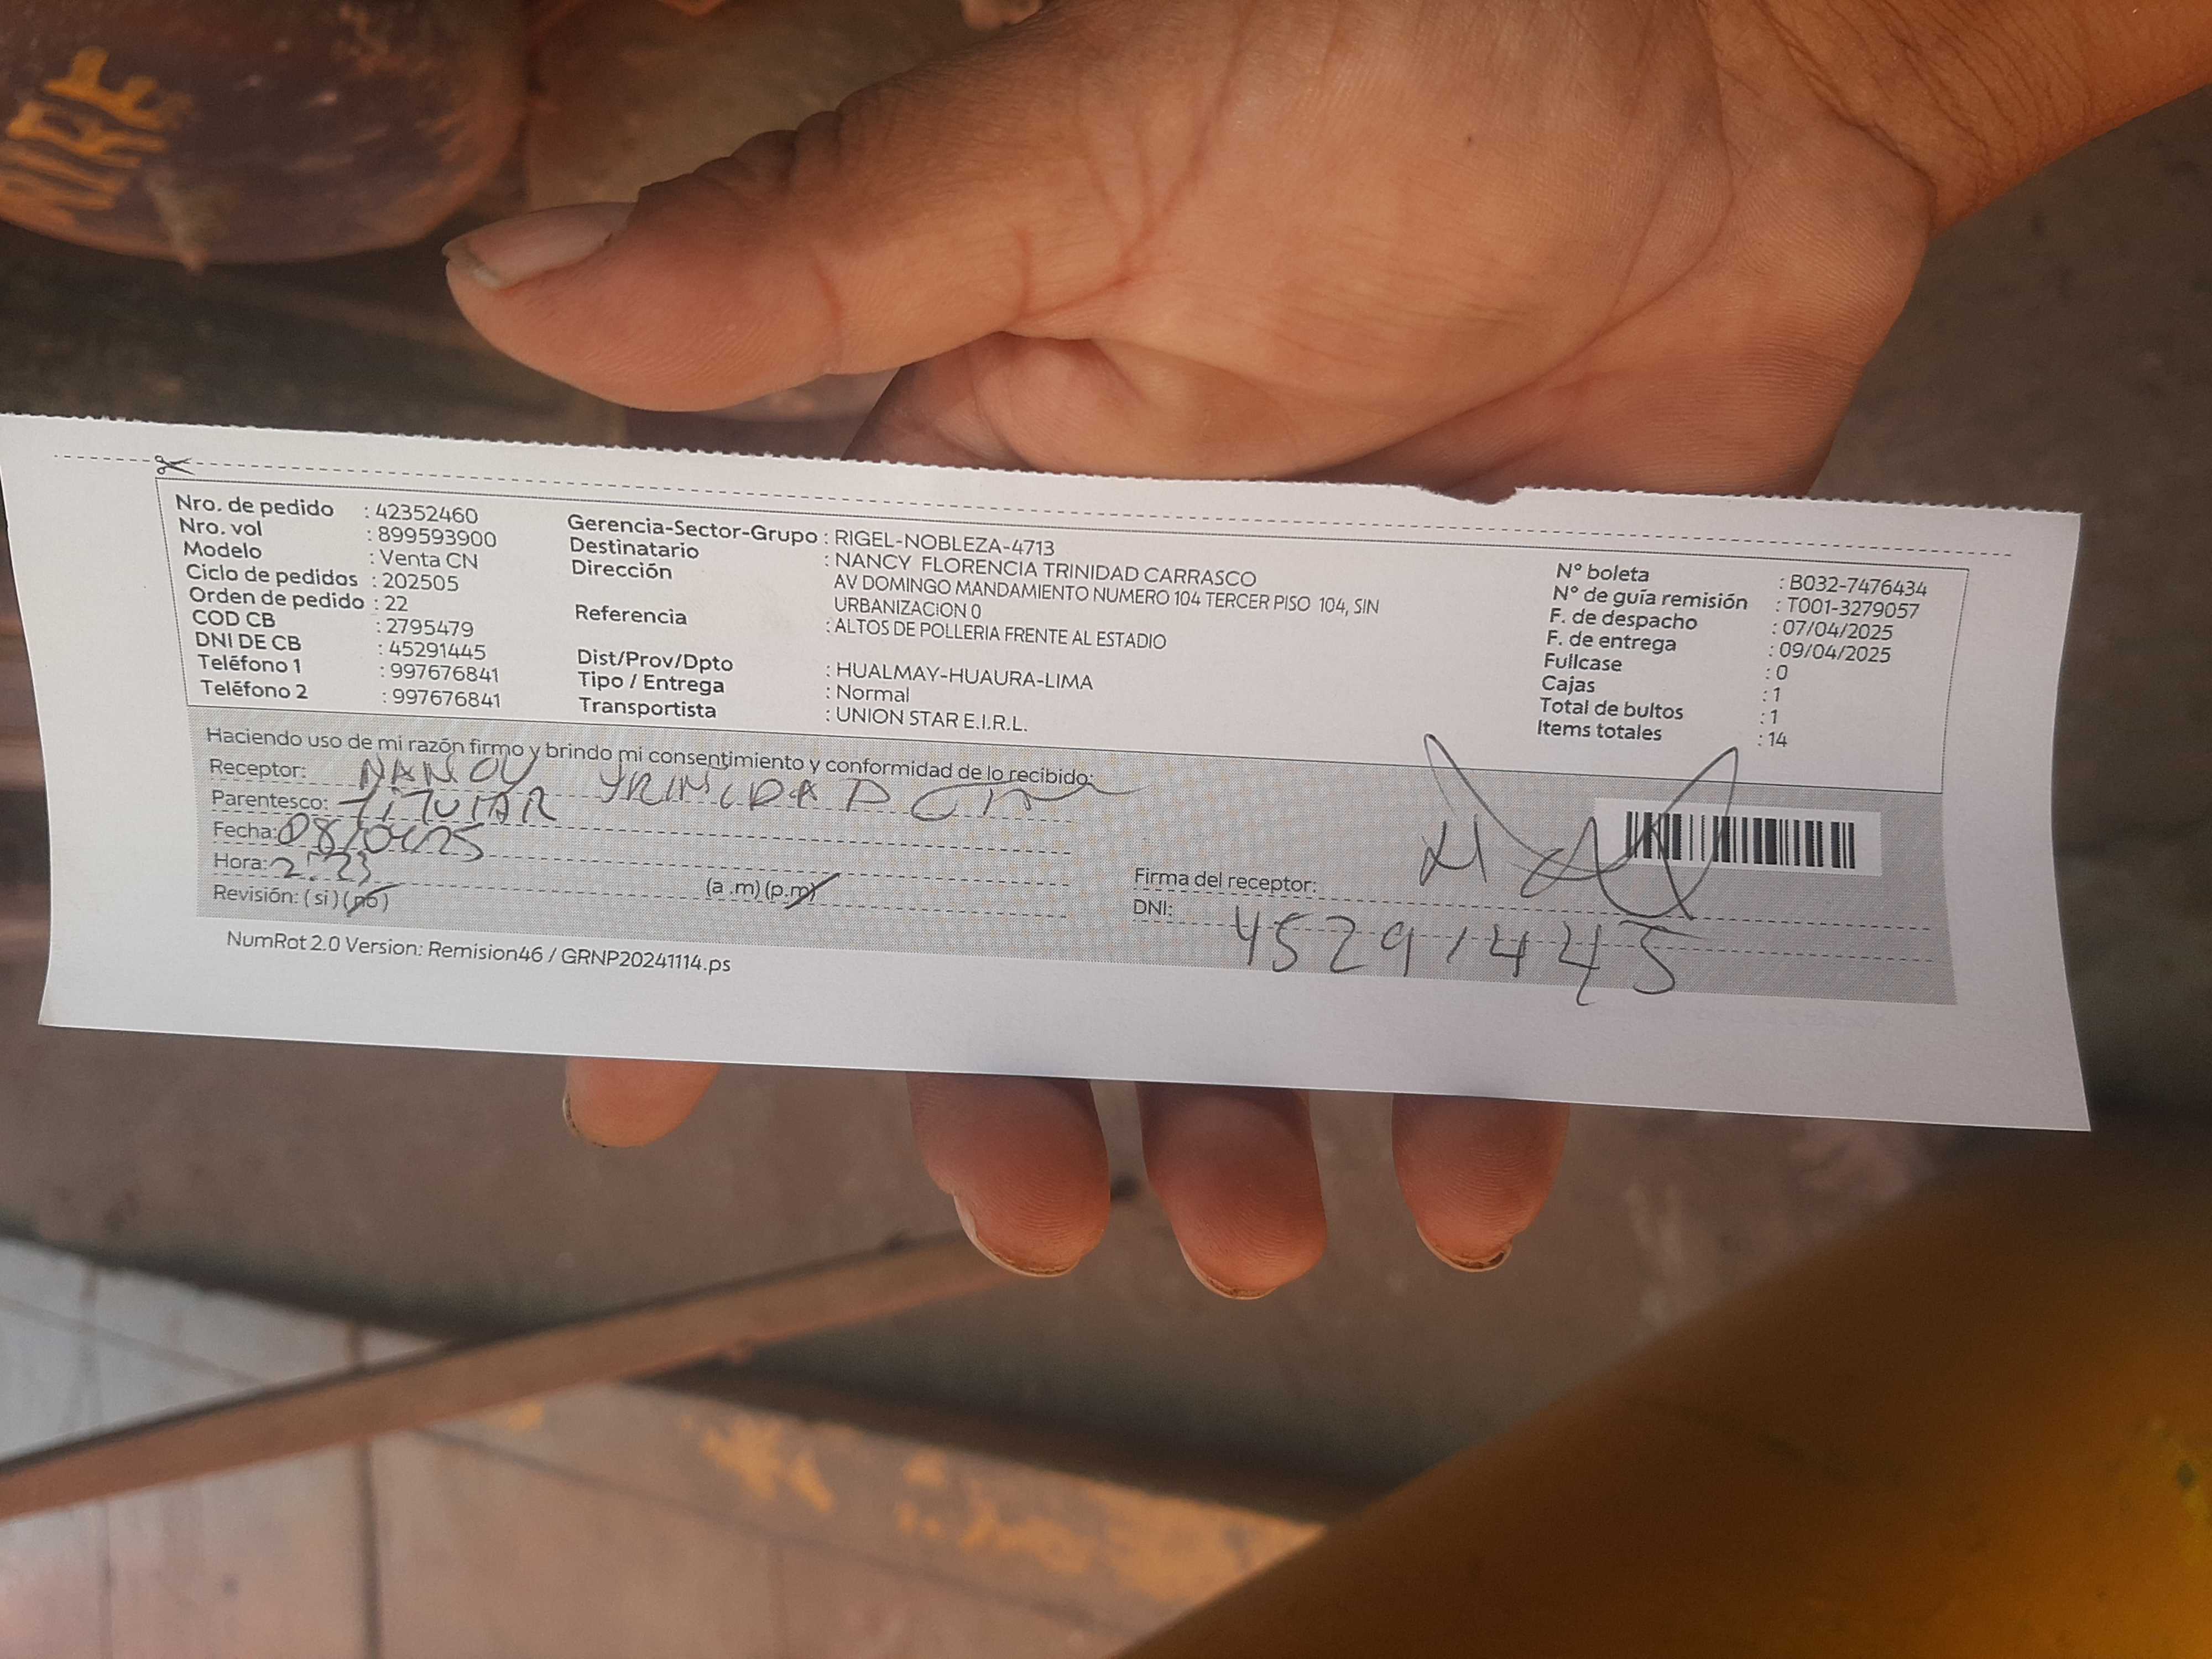 RIFE
Nro. de pedido : 42352460
Nro. vol : 899593900
Modelo : Venta CN
Ciclo de pedidos : 202505
Orden de pedido : 22
COD CB : 2795479
DNI DE CB : 45291445
Teléfono 1 : 997676841
Teléfono 2 : 997676841
Gerencia-Sector-Grupo : RIGEL-NOBLEZA-4713
Destinatario : NANCY FLORENCIA TRINIDAD CARRASCO
Dirección : AV DOMINGO MANDAMIENTO NUMERO 104 TERCER PISO 104, SIN
URBANIZACION 0
Referencia : ALTOS DE POLLERIA FRENTE AL ESTADIO
Dist/Prov/Dpto : HUALMAY-HUAURA-LIMA
Tipo / Entrega : Normal
Transportista : UNION STAR E.I.R.L.
N° boleta : B032-7476434
N° de guía remisión : T001-3279057
F. de despacho : 07/04/2025
F. de entrega : 09/04/2025
Fullcase : 0
Cajas : 1
Total de bultos : 1
Items totales : 14
Haciendo uso de mi razón firmo y brindo mi consentimiento y conformidad de lo recibido:
Receptor: NANCY TRINIDAD
Parentesco: TITULAR
Fecha: 08/04/25
Hora: 2:23 (a .m) (p.m)
Revisión: ( si ) ( no )
Firma del receptor:
DNI: 45291445
NumRot 2.0 Version: Remision46 / GRNP20241114.ps